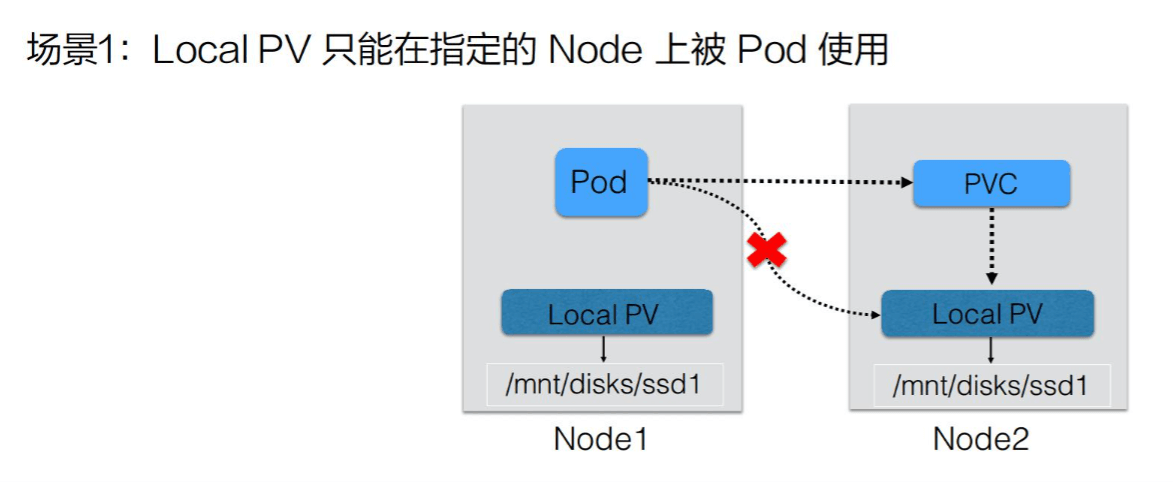 场景1：Local PV 只能在指定的 Node 上被 Pod 使用
Pod
PVC
Local PV
Local PV
/mnt/disks/ssd1
/mnt/disks/ssd1
Node1
Node2